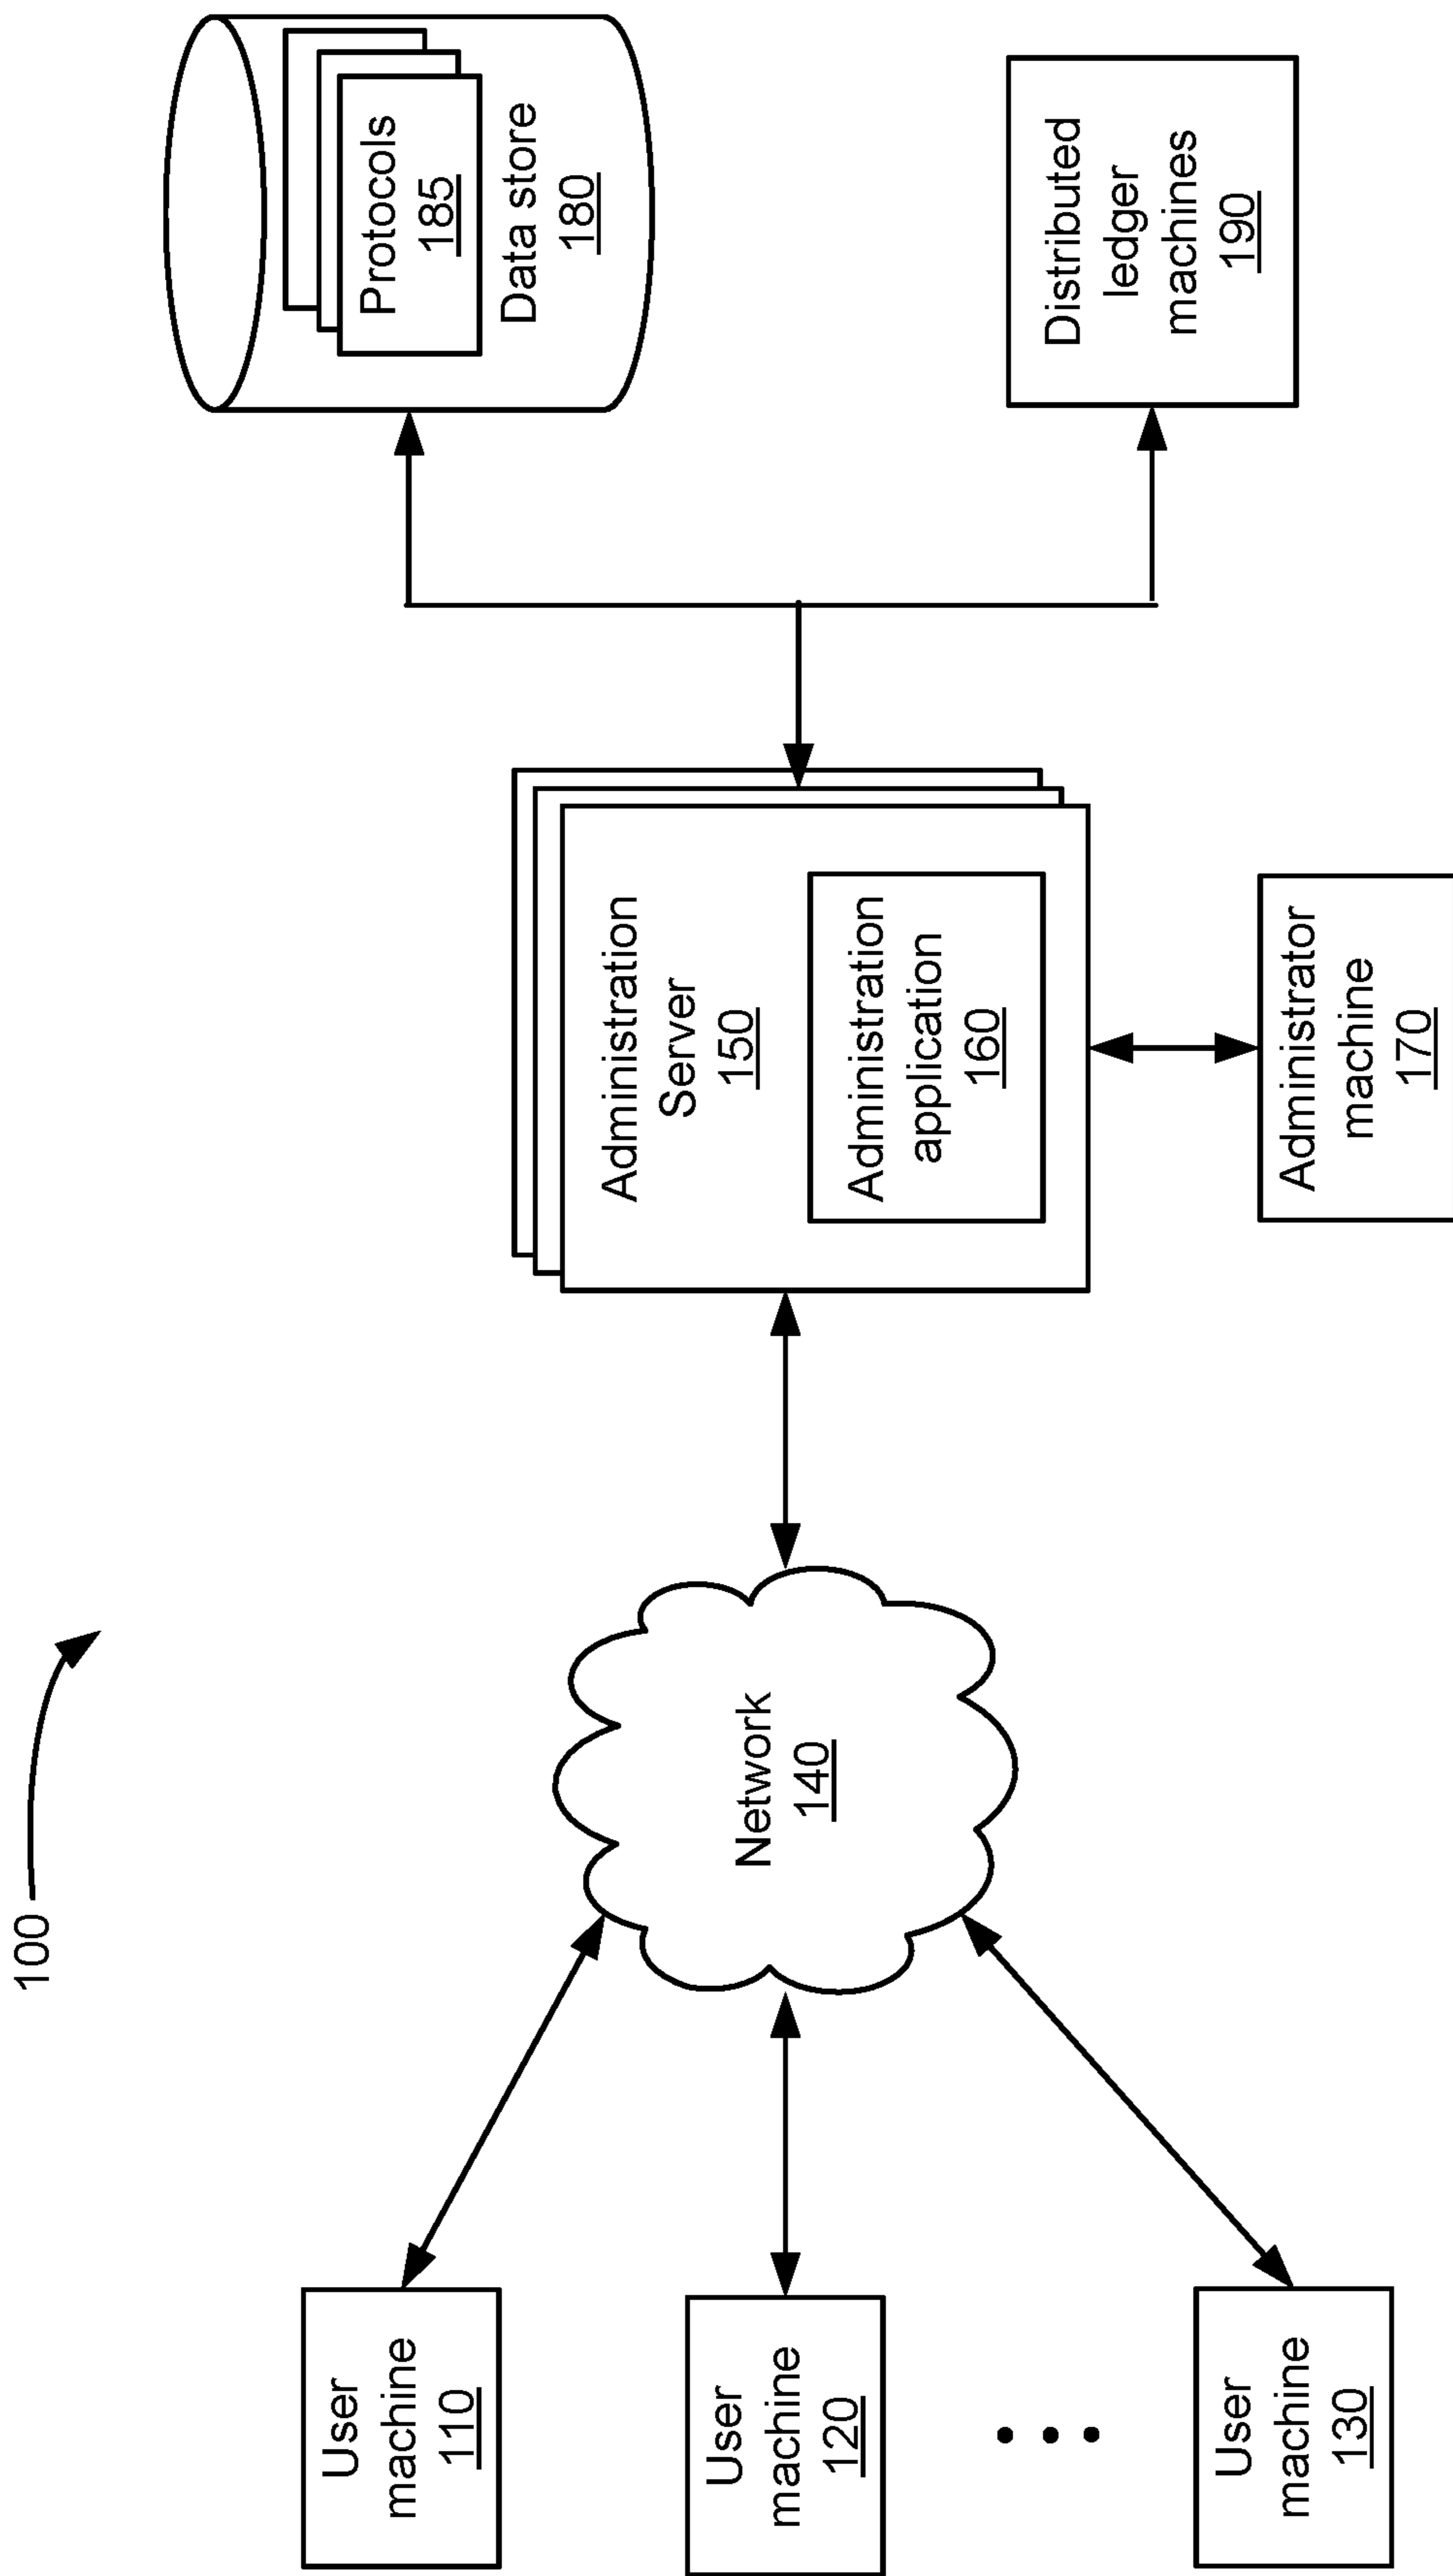 100
User
machine
110
User
machine
120
User
machine
130
Network
140
Administration
Server
150
Administration
application
160
Administrator
machine
170
Protocols
185
Data store
180
Distributed
ledger
machines
190